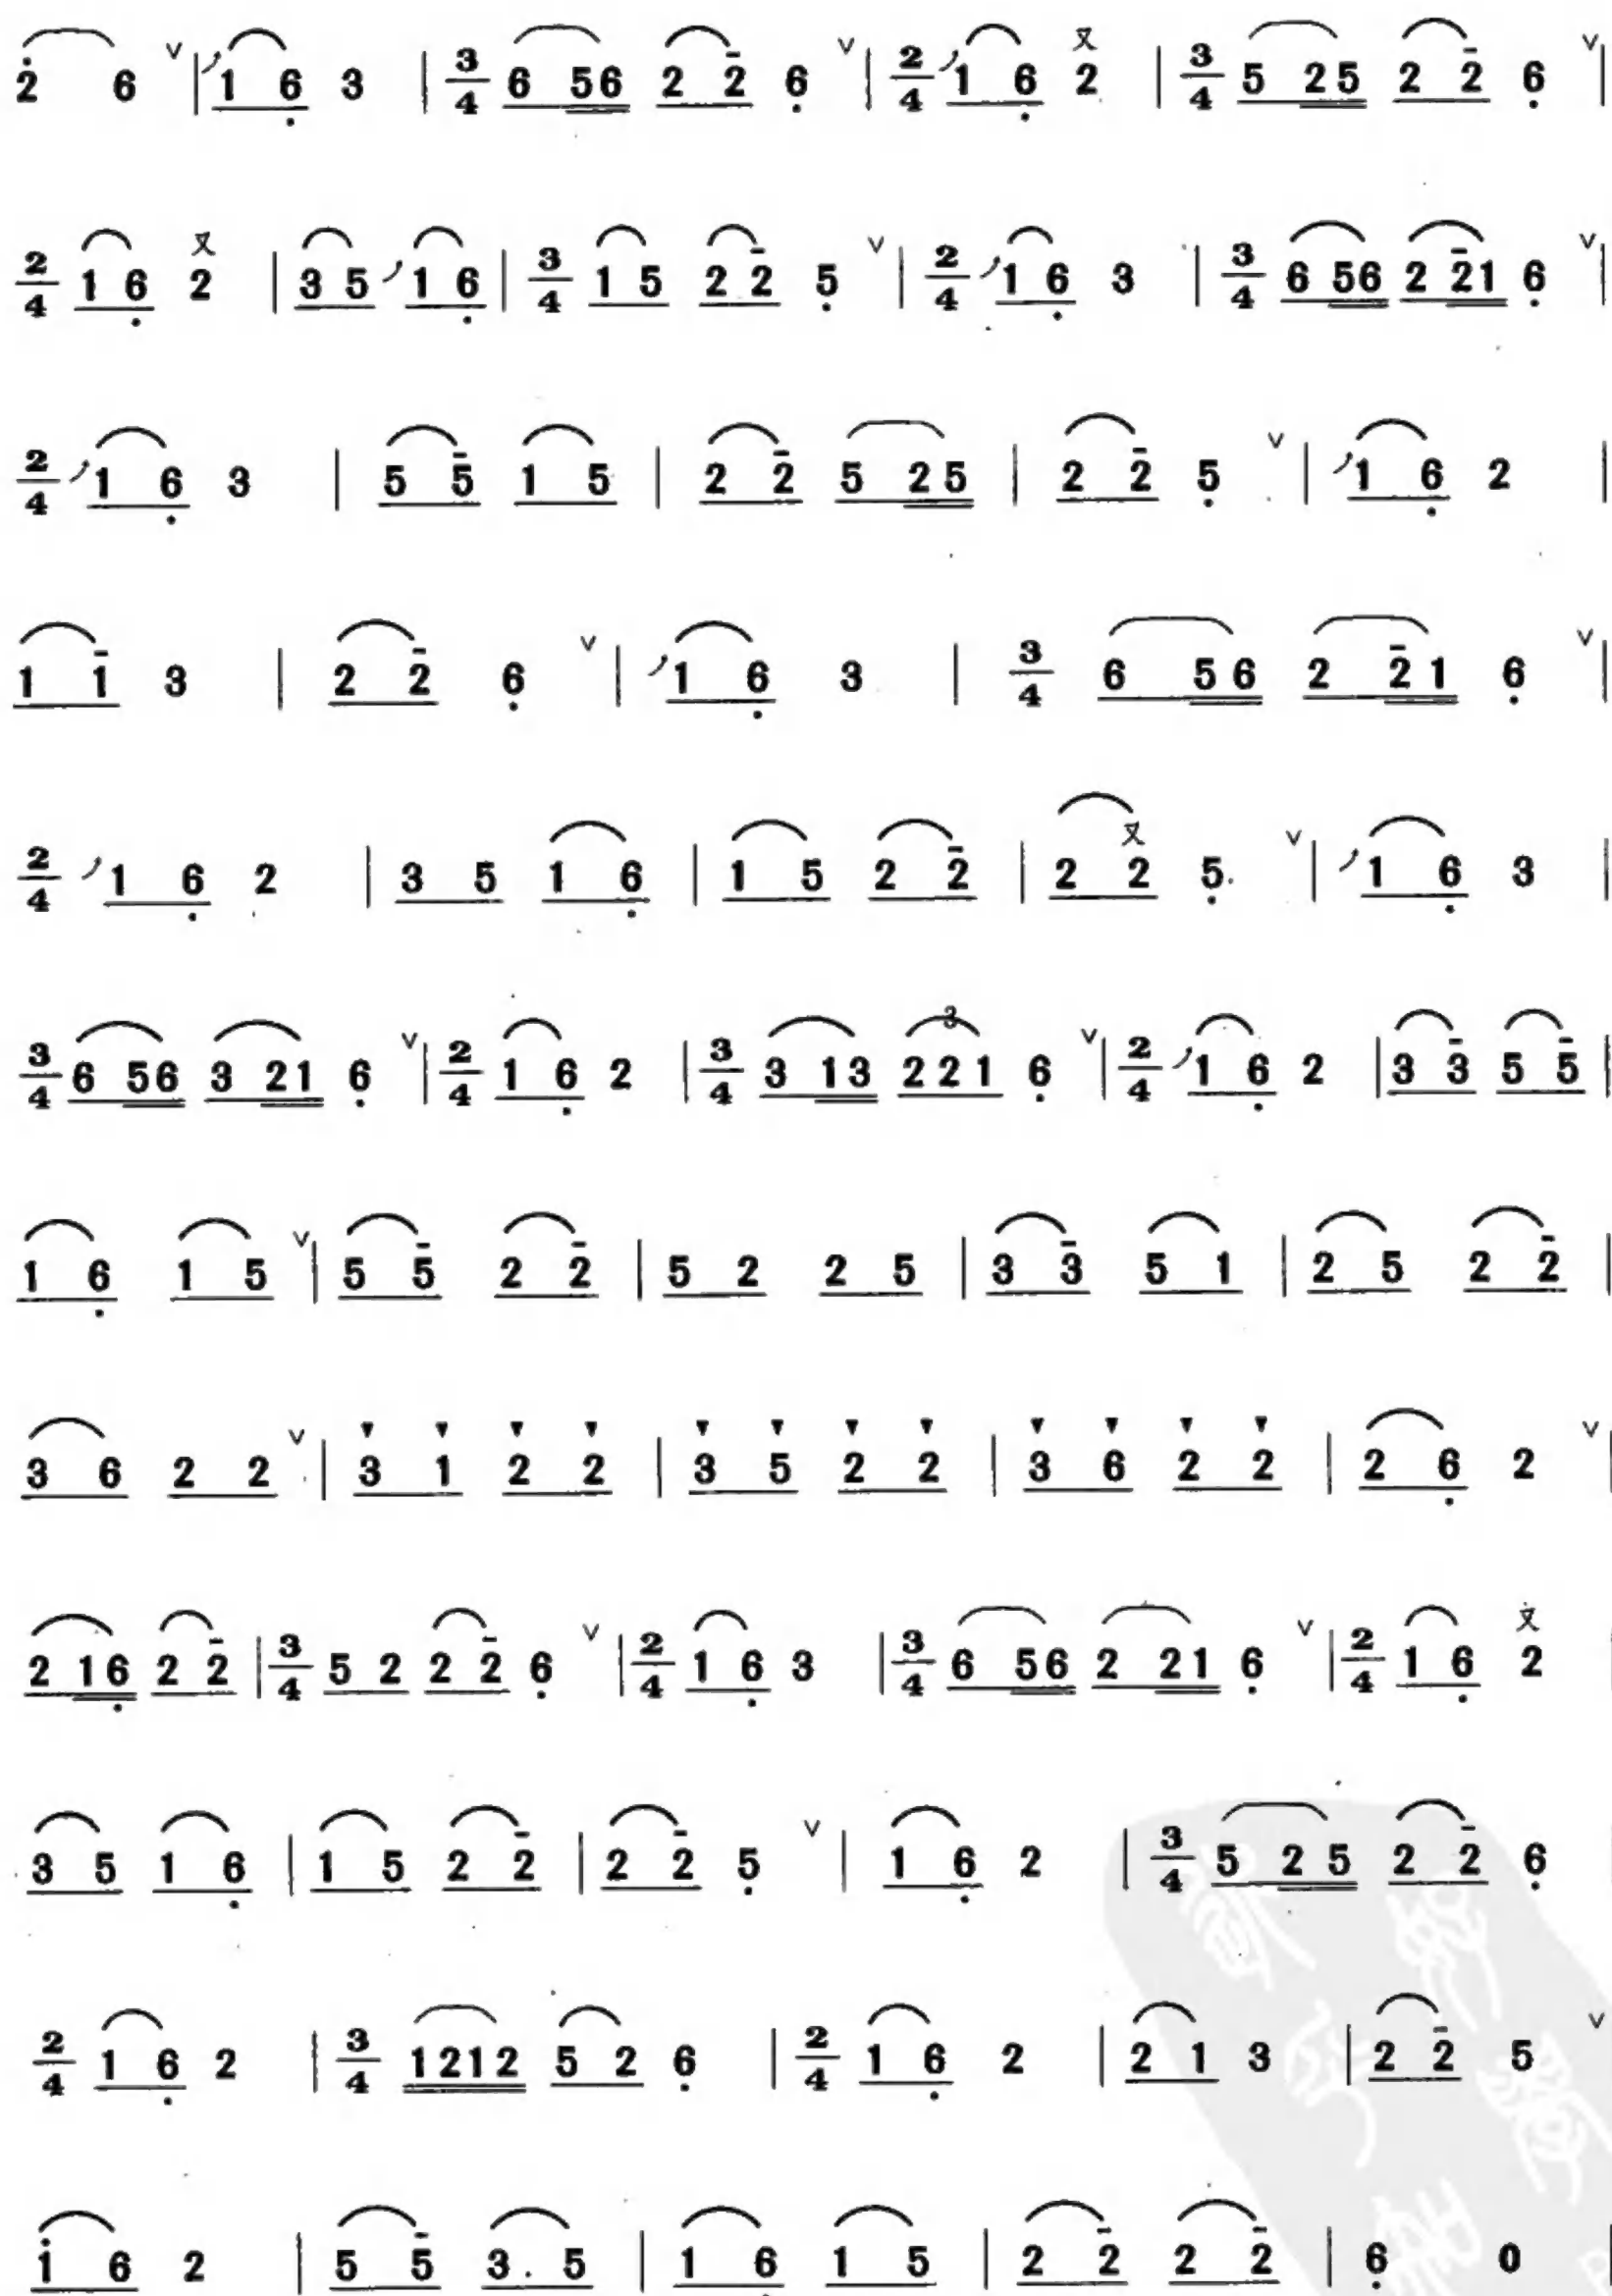 2̇ 6 ᵛ | 1 6̣ 3 | 3/4 6 56 2 2̄ 6̣ ᵛ | 2/4 1 6̣ 又2 | 3/4 5 25 2 2̄ 6̣ ᵛ |
2/4 1 6̣ 又2 | 3 5 1 6̣ | 3/4 1 5 2 2̄ 5̣ ᵛ | 2/4 1 6̣ 3 | 3/4 6 56 2 2̄1 6̣ ᵛ |
2/4 1 6̣ 3 | 5 5̄ 1 5 | 2 2̄ 5 25 | 2 2̄ 5̣ ᵛ | 1 6̣ 2 |
1 1̄ 3 | 2 2̄ 6̣ ᵛ | 1 6̣ 3 | 3/4 6 56 2 2̄1 6̣ ᵛ |
2/4 1 6̣ 2 | 3 5 1 6̣ | 1 5 2 2̄ | 2 又2 5̣ ᵛ | 1 6̣ 3 |
3/4 6 56 3 21 6̣ ᵛ | 2/4 1 6̣ 2 | 3/4 3 13 3 221 6̣ ᵛ | 2/4 1 6̣ 2 | 3 3̄ 5 5̄ |
1 6̣ 1 5 ᵛ | 5 5̄ 2 2̄ | 5 2 2 5 | 3 3̄ 5 1 | 2 5 2 2̄ |
3 6 2 2 ᵛ | 3 1 2 2 | 3 5 2 2 | 3 6 2 2 | 2 6̣ 2 ᵛ |
2 16̣ 2 2̄ | 3/4 5 2 2 2̄ 6̣ ᵛ | 2/4 1 6̣ 3 | 3/4 6 56 2 21 6̣ ᵛ | 2/4 1 6̣ 又2 |
3 5 1 6̣ | 1 5 2 2̄ | 2 2̄ 5̣ ᵛ | 1 6̣ 2 | 3/4 5 25 2 2̄ 6̣ |
2/4 1 6̣ 2 | 3/4 1212 5 2 6̣ | 2/4 1 6̣ 2 | 2 1 3 | 2 2̄ 5 ᵛ
1̇ 6 2 | 5 5̄ 3. 5 | 1 6̣ 1 5 | 2 2̄ 2 2̄ | 6̣ 0 |